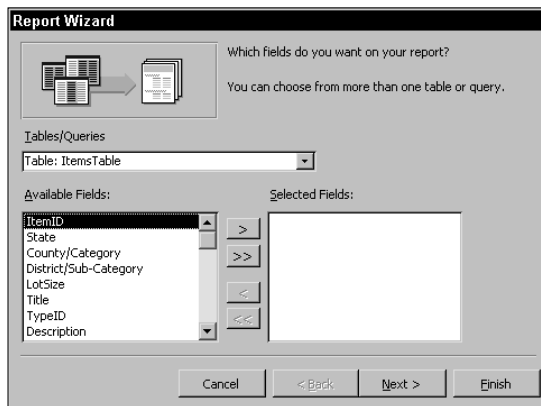 Report Wizard
Which fields do you want on your report?
You can choose from more than one table or query.
Tables/Queries
Table: ItemsTable
Available Fields:
Selected Fields:
ItemID
State
County/Category
District/Sub-Category
LotSize
Title
TypeID
Description
>
>>
<
<<
Cancel
< Back
Next >
Finish